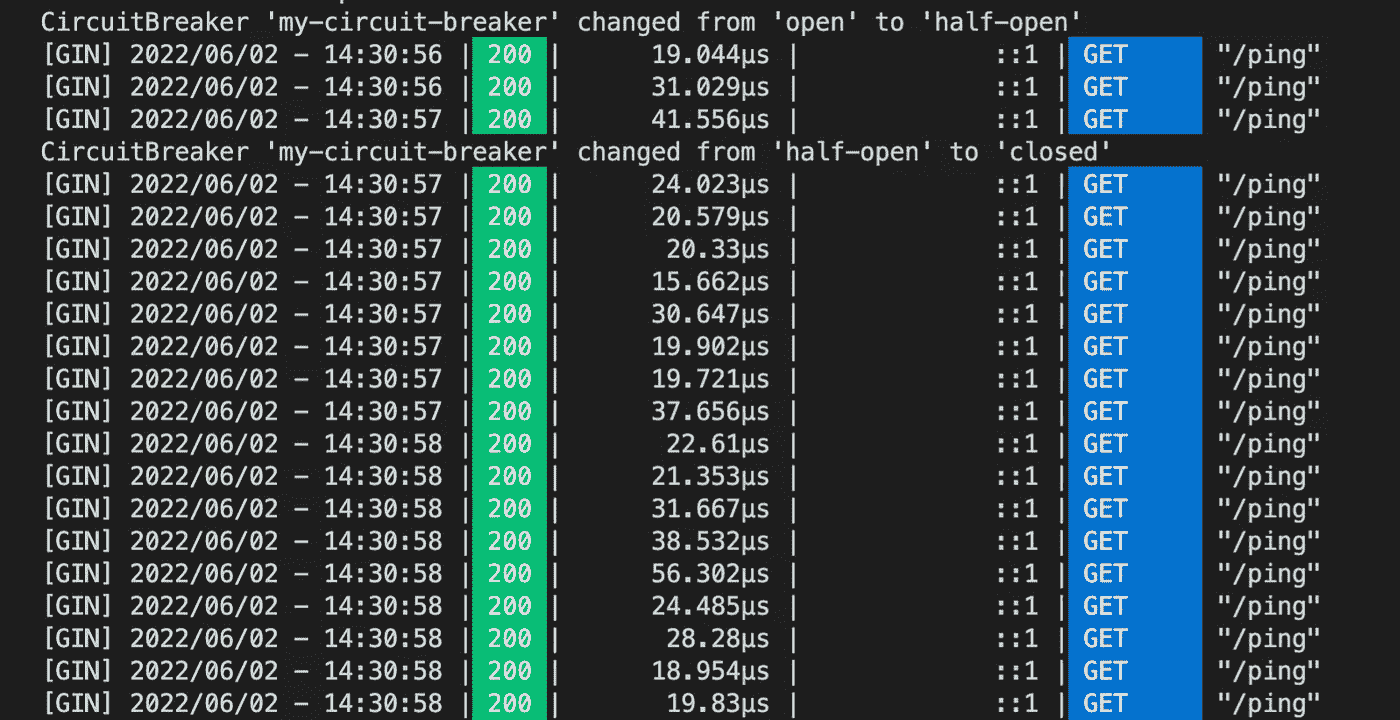 CircuitBreaker 'my-circuit-breaker' changed from 'open' to 'half-open'
[GIN] 2022/06/02 – 14:30:56 | 200 | 19.044µs | ::1 | GET "/ping"
[GIN] 2022/06/02 – 14:30:56 | 200 | 31.029µs | ::1 | GET "/ping"
[GIN] 2022/06/02 – 14:30:57 | 200 | 41.556µs | ::1 | GET "/ping"
CircuitBreaker 'my-circuit-breaker' changed from 'half-open' to 'closed'
[GIN] 2022/06/02 – 14:30:57 | 200 | 24.023µs | ::1 | GET "/ping"
[GIN] 2022/06/02 – 14:30:57 | 200 | 20.579µs | ::1 | GET "/ping"
[GIN] 2022/06/02 – 14:30:57 | 200 | 20.33µs | ::1 | GET "/ping"
[GIN] 2022/06/02 – 14:30:57 | 200 | 15.662µs | ::1 | GET "/ping"
[GIN] 2022/06/02 – 14:30:57 | 200 | 30.647µs | ::1 | GET "/ping"
[GIN] 2022/06/02 – 14:30:57 | 200 | 19.902µs | ::1 | GET "/ping"
[GIN] 2022/06/02 – 14:30:57 | 200 | 19.721µs | ::1 | GET "/ping"
[GIN] 2022/06/02 – 14:30:57 | 200 | 37.656µs | ::1 | GET "/ping"
[GIN] 2022/06/02 – 14:30:58 | 200 | 22.61µs | ::1 | GET "/ping"
[GIN] 2022/06/02 – 14:30:58 | 200 | 21.353µs | ::1 | GET "/ping"
[GIN] 2022/06/02 – 14:30:58 | 200 | 31.667µs | ::1 | GET "/ping"
[GIN] 2022/06/02 – 14:30:58 | 200 | 38.532µs | ::1 | GET "/ping"
[GIN] 2022/06/02 – 14:30:58 | 200 | 56.302µs | ::1 | GET "/ping"
[GIN] 2022/06/02 – 14:30:58 | 200 | 24.485µs | ::1 | GET "/ping"
[GIN] 2022/06/02 – 14:30:58 | 200 | 28.28µs | ::1 | GET "/ping"
[GIN] 2022/06/02 – 14:30:58 | 200 | 18.954µs | ::1 | GET "/ping"
[GIN] 2022/06/02 – 14:30:58 | 200 | 19.83µs | ::1 | GET "/ping"